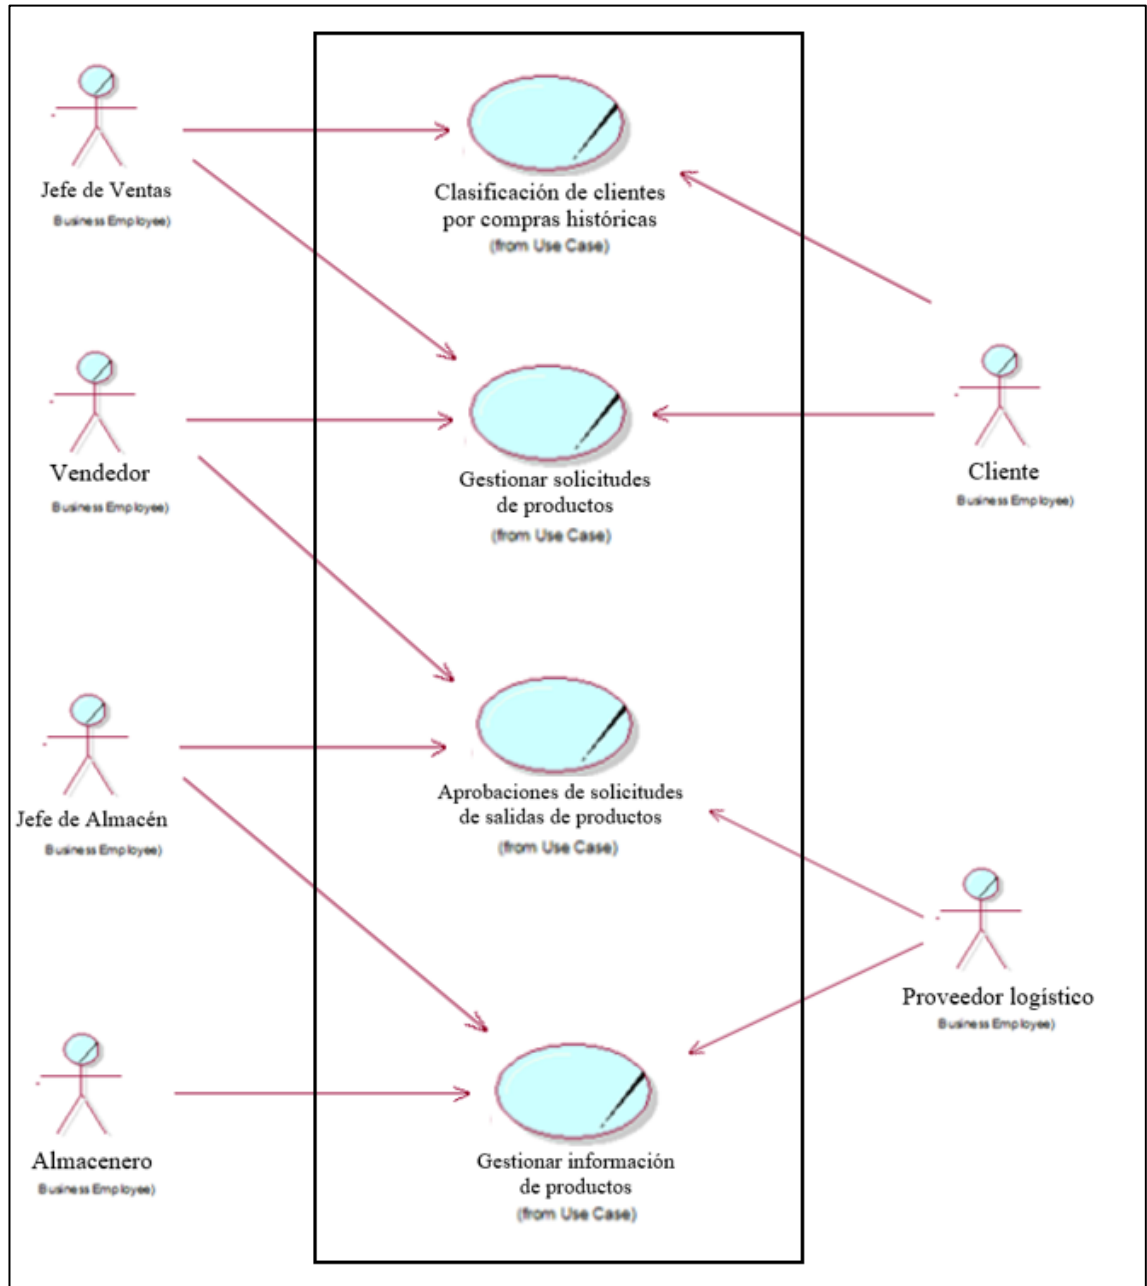 Jefe de Ventas
Business Employee)
Clasificación de clientes
por compras históricas
(from Use Case)
Vendedor
Business Employee)
Gestionar solicitudes
de productos
(from Use Case)
Cliente
Business Employee)
Jefe de Almacén
Business Employee)
Aprobaciones de solicitudes
de salidas de productos
(from Use Case)
Proveedor logístico
Business Employee)
Almacenero
Business Employee)
Gestionar información
de productos
(from Use Case)